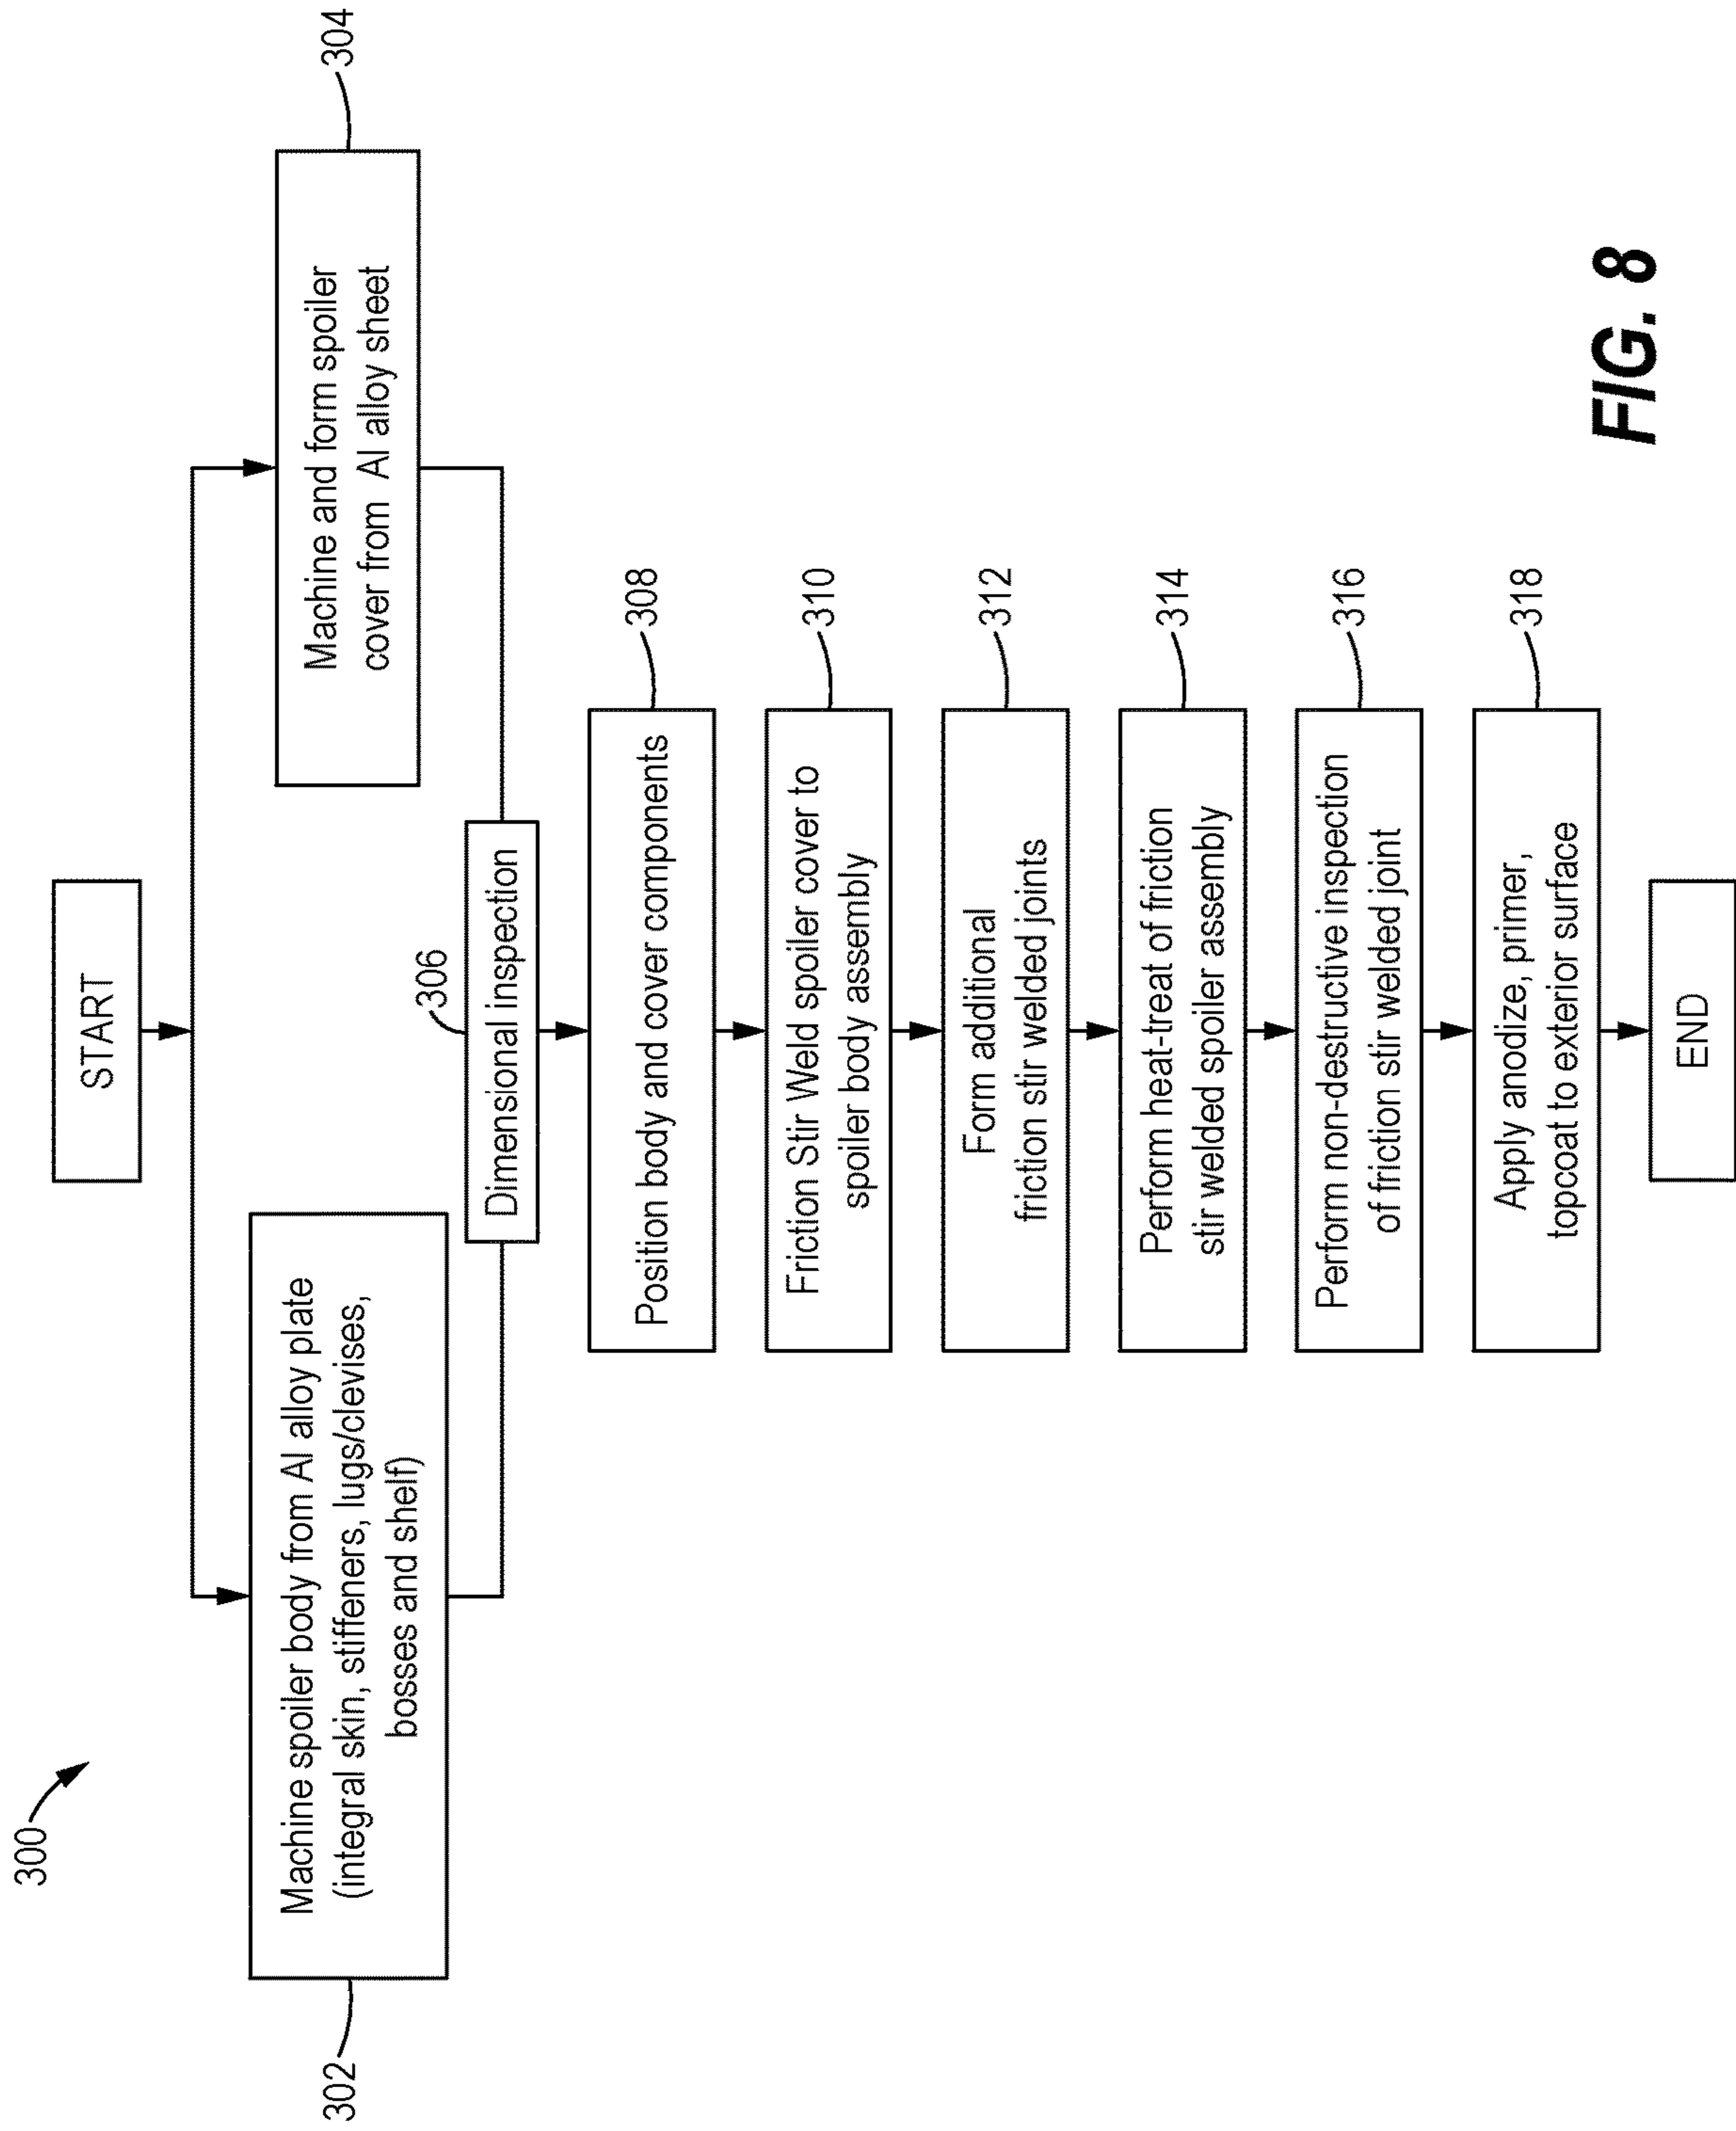 300
START
302
Machine spoiler body from Al alloy plate
(integral skin, stiffeners, lugs/clevises,
bosses and shelf)
304
Machine and form spoiler
cover from Al alloy sheet
306
Dimensional inspection
308
Position body and cover components
310
Friction Stir Weld spoiler cover to
spoiler body assembly
312
Form additional
friction stir welded joints
314
Perform heat-treat of friction
stir welded spoiler assembly
316
Perform non-destructive inspection
of friction stir welded joint
318
Apply anodize, primer,
topcoat to exterior surface
END
FIG. 8